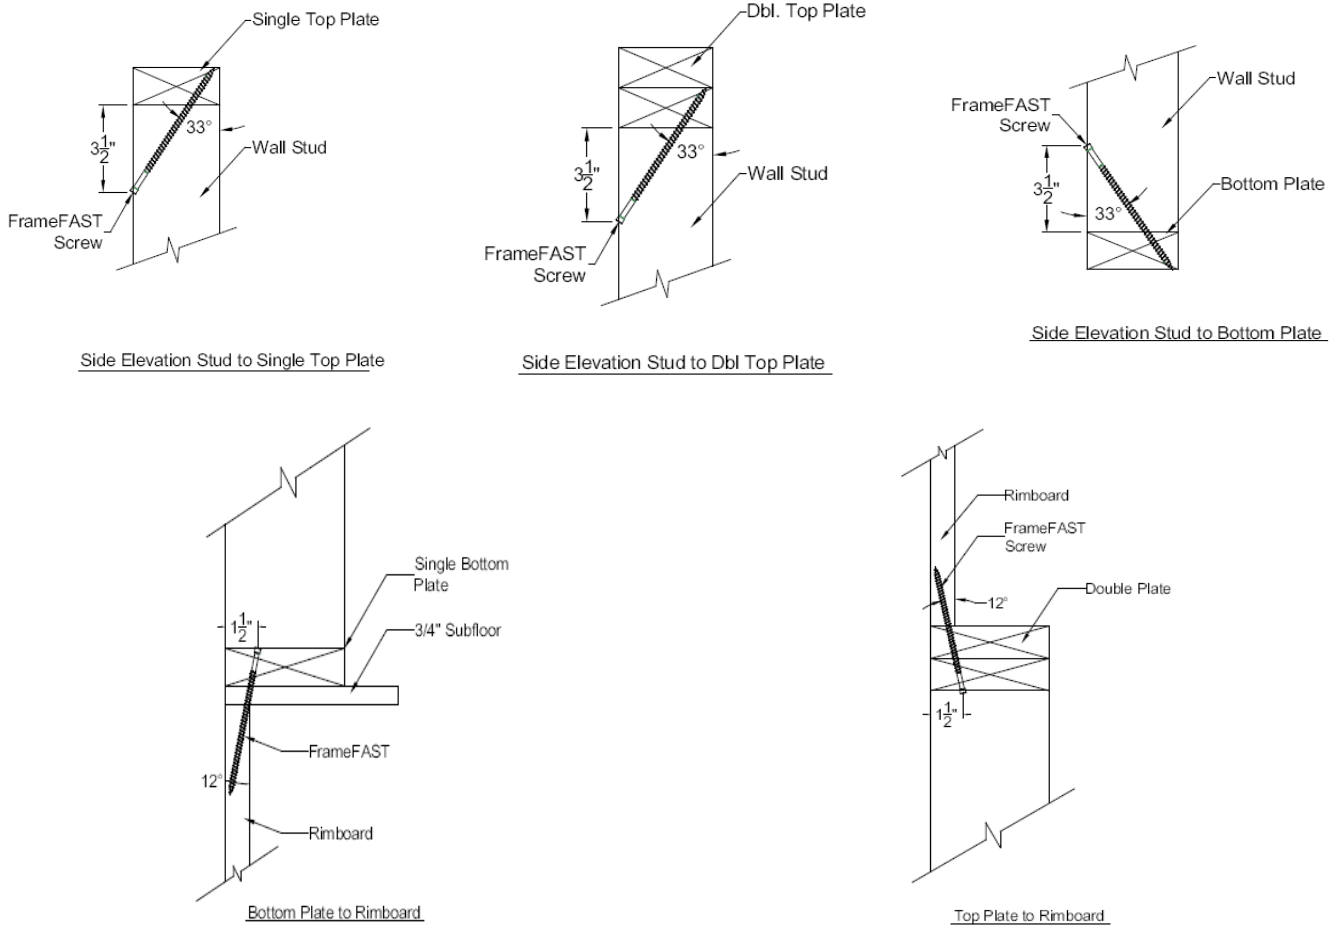 Single Top Plate
33°
3 1/2"
Wall Stud
FrameFAST
Screw
Side Elevation Stud to Single Top Plate
Dbl. Top Plate
33°
3 1/2"
Wall Stud
FrameFAST
Screw
Side Elevation Stud to Dbl Top Plate
Wall Stud
FrameFAST
Screw
3 1/2"
Bottom Plate
33°
Side Elevation Stud to Bottom Plate
Single Bottom
Plate
1 1/2"
3/4" Subfloor
FrameFAST
12°
Rimboard
Bottom Plate to Rimboard
Rimboard
FrameFAST
Screw
12°
Double Plate
1 1/2"
Top Plate to Rimboard